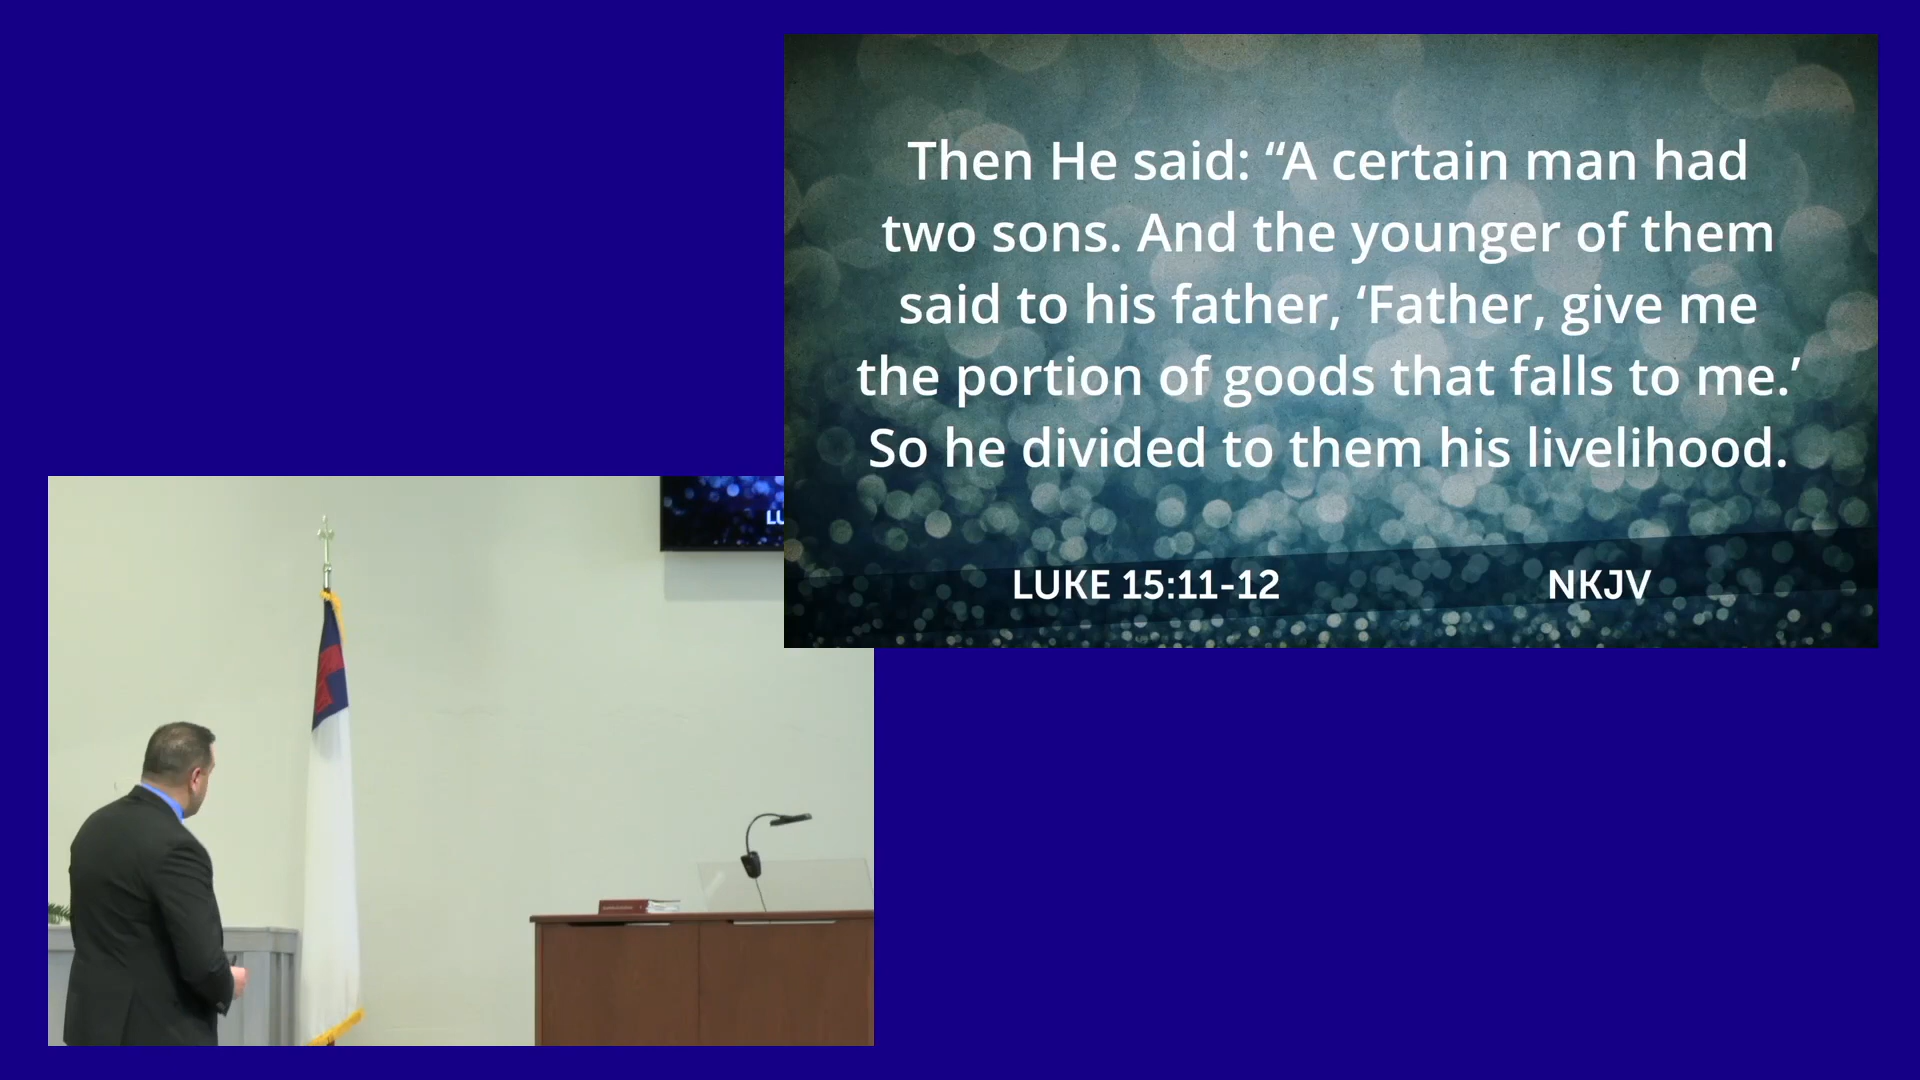 Then He said: “A certain man had
two sons. And the younger of them
said to his father, ‘Father, give me
the portion of goods that falls to me.’
So he divided to them his livelihood.
LUKE 15:11-12 NKJV
LU